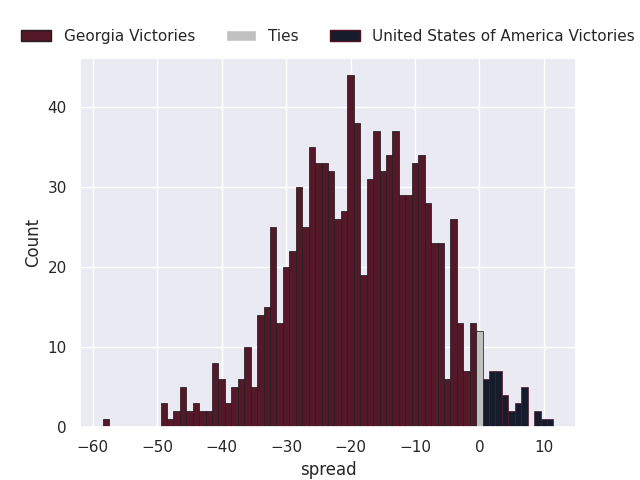 Georgia Victories Ties United States of America Victories
40
30
20
10
0
Count
−60 −50 −40 −30 −20 −10 0 10
spread